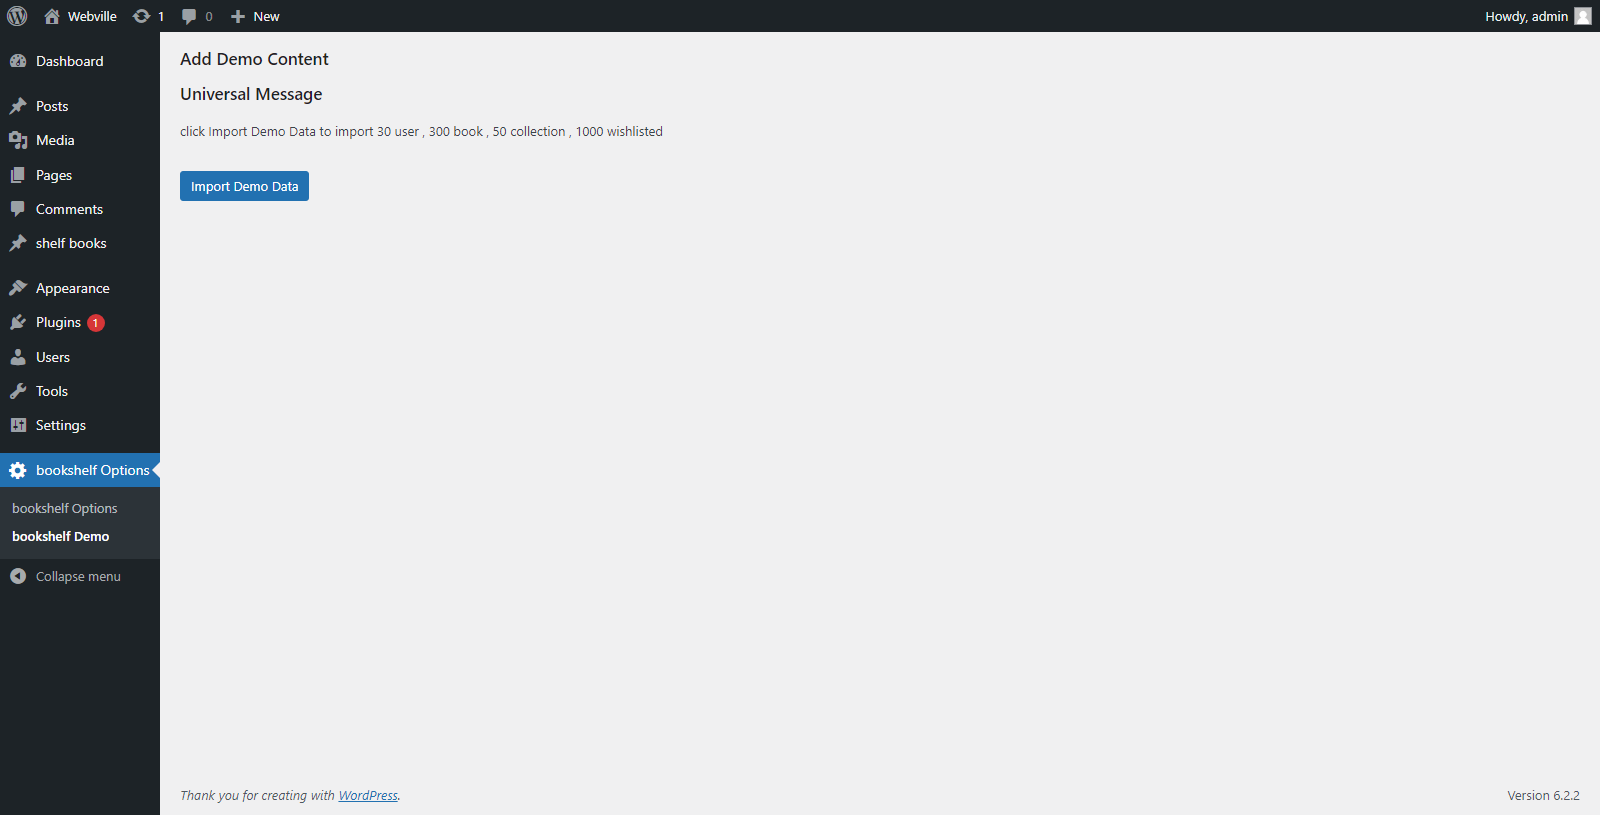 Webville 1 0 New Howdy, admin
Dashboard
Posts
Media
Pages
Comments
shelf books
Appearance
Plugins 1
Users
Tools
Settings
bookshelf Options
bookshelf Options
bookshelf Demo
Collapse menu
Add Demo Content
Universal Message
click Import Demo Data to import 30 user , 300 book , 50 collection , 1000 wishlisted
Import Demo Data
Thank you for creating with WordPress. Version 6.2.2